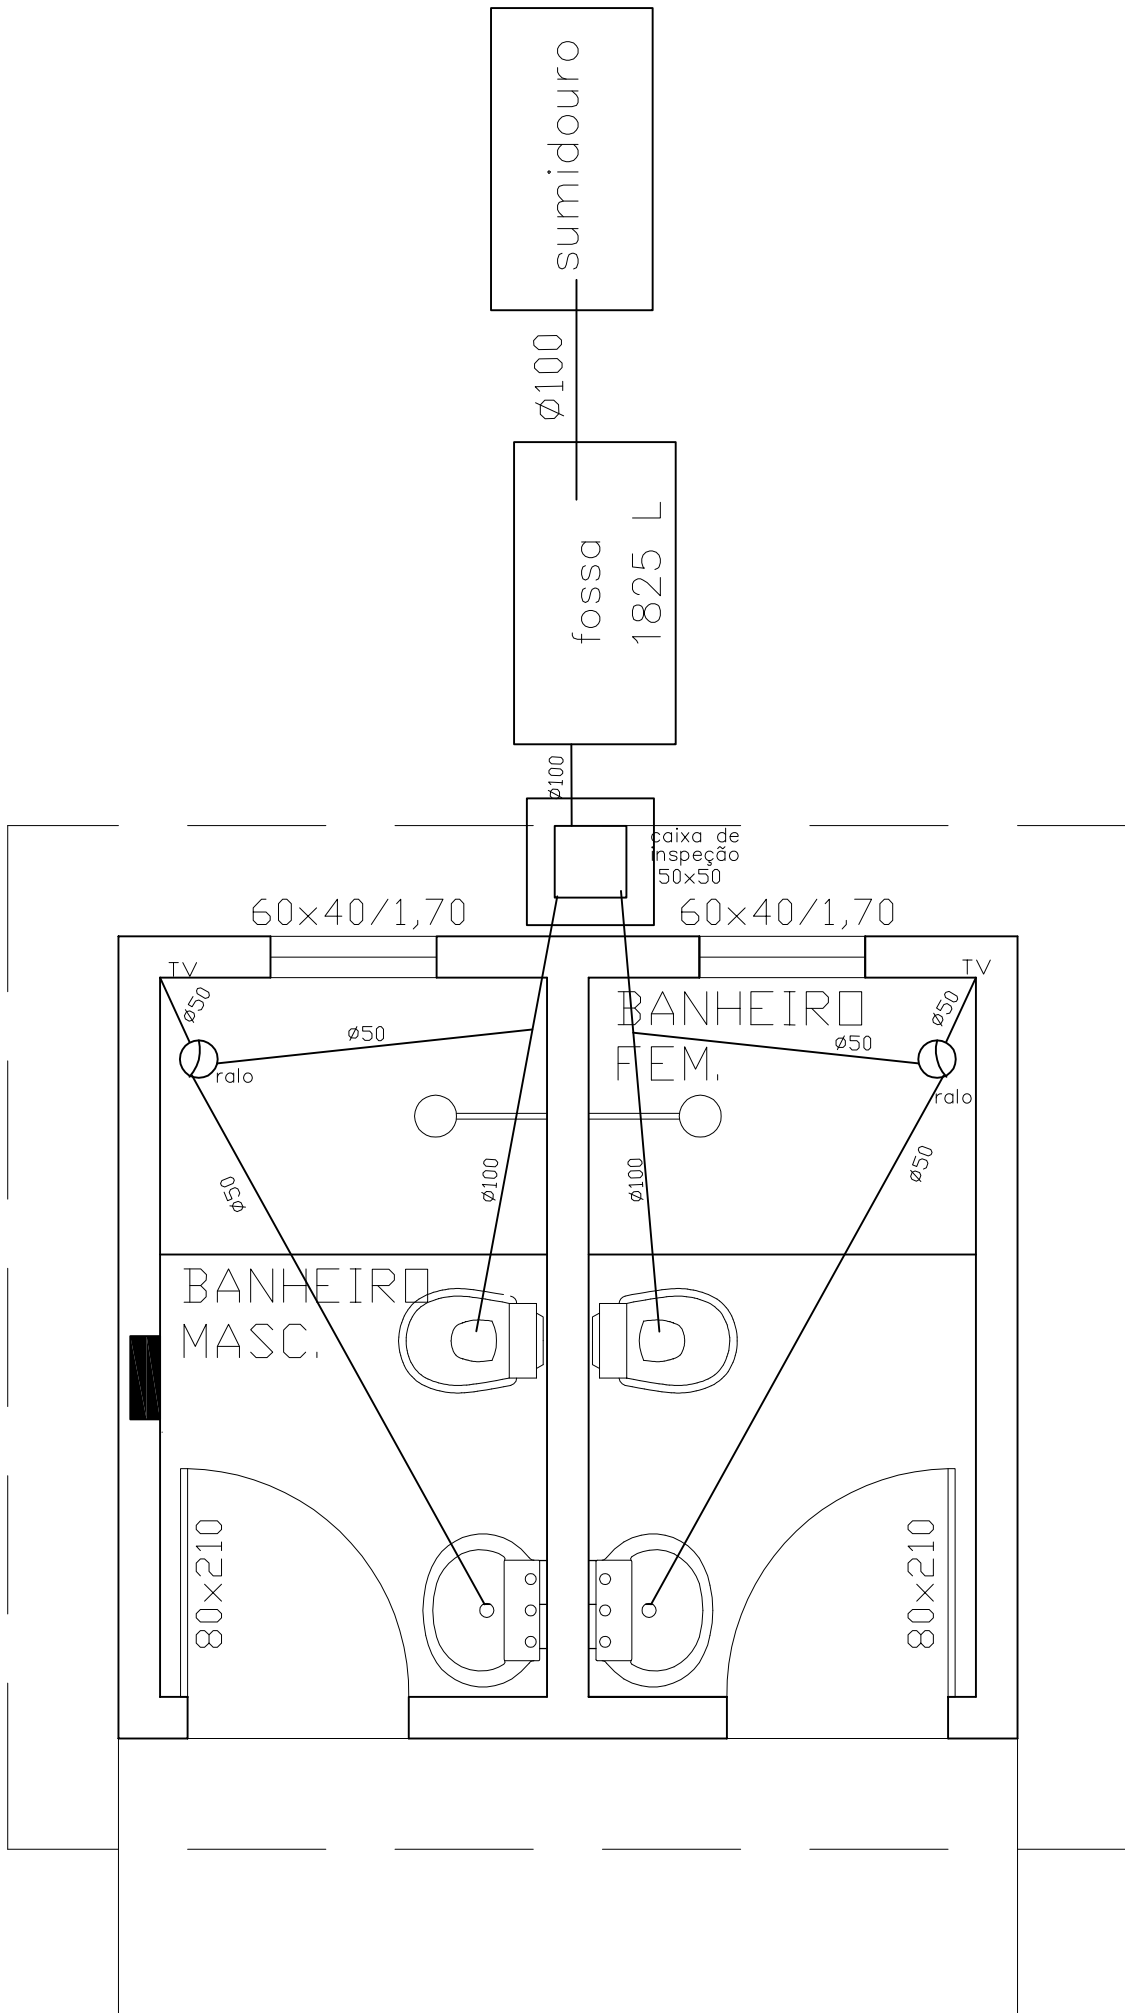 sumidouro
ø100
fossa
1825 L
ø100
caixa de
inspeção
50x50
60x40/1,70
60x40/1,70
TV
TV
ø50
ø50
BANHEIRO
FEM.
ø50
ø50
ralo
ralo
ø50
ø100
ø100
ø50
BANHEIRO
MASC.
80x210
80x210